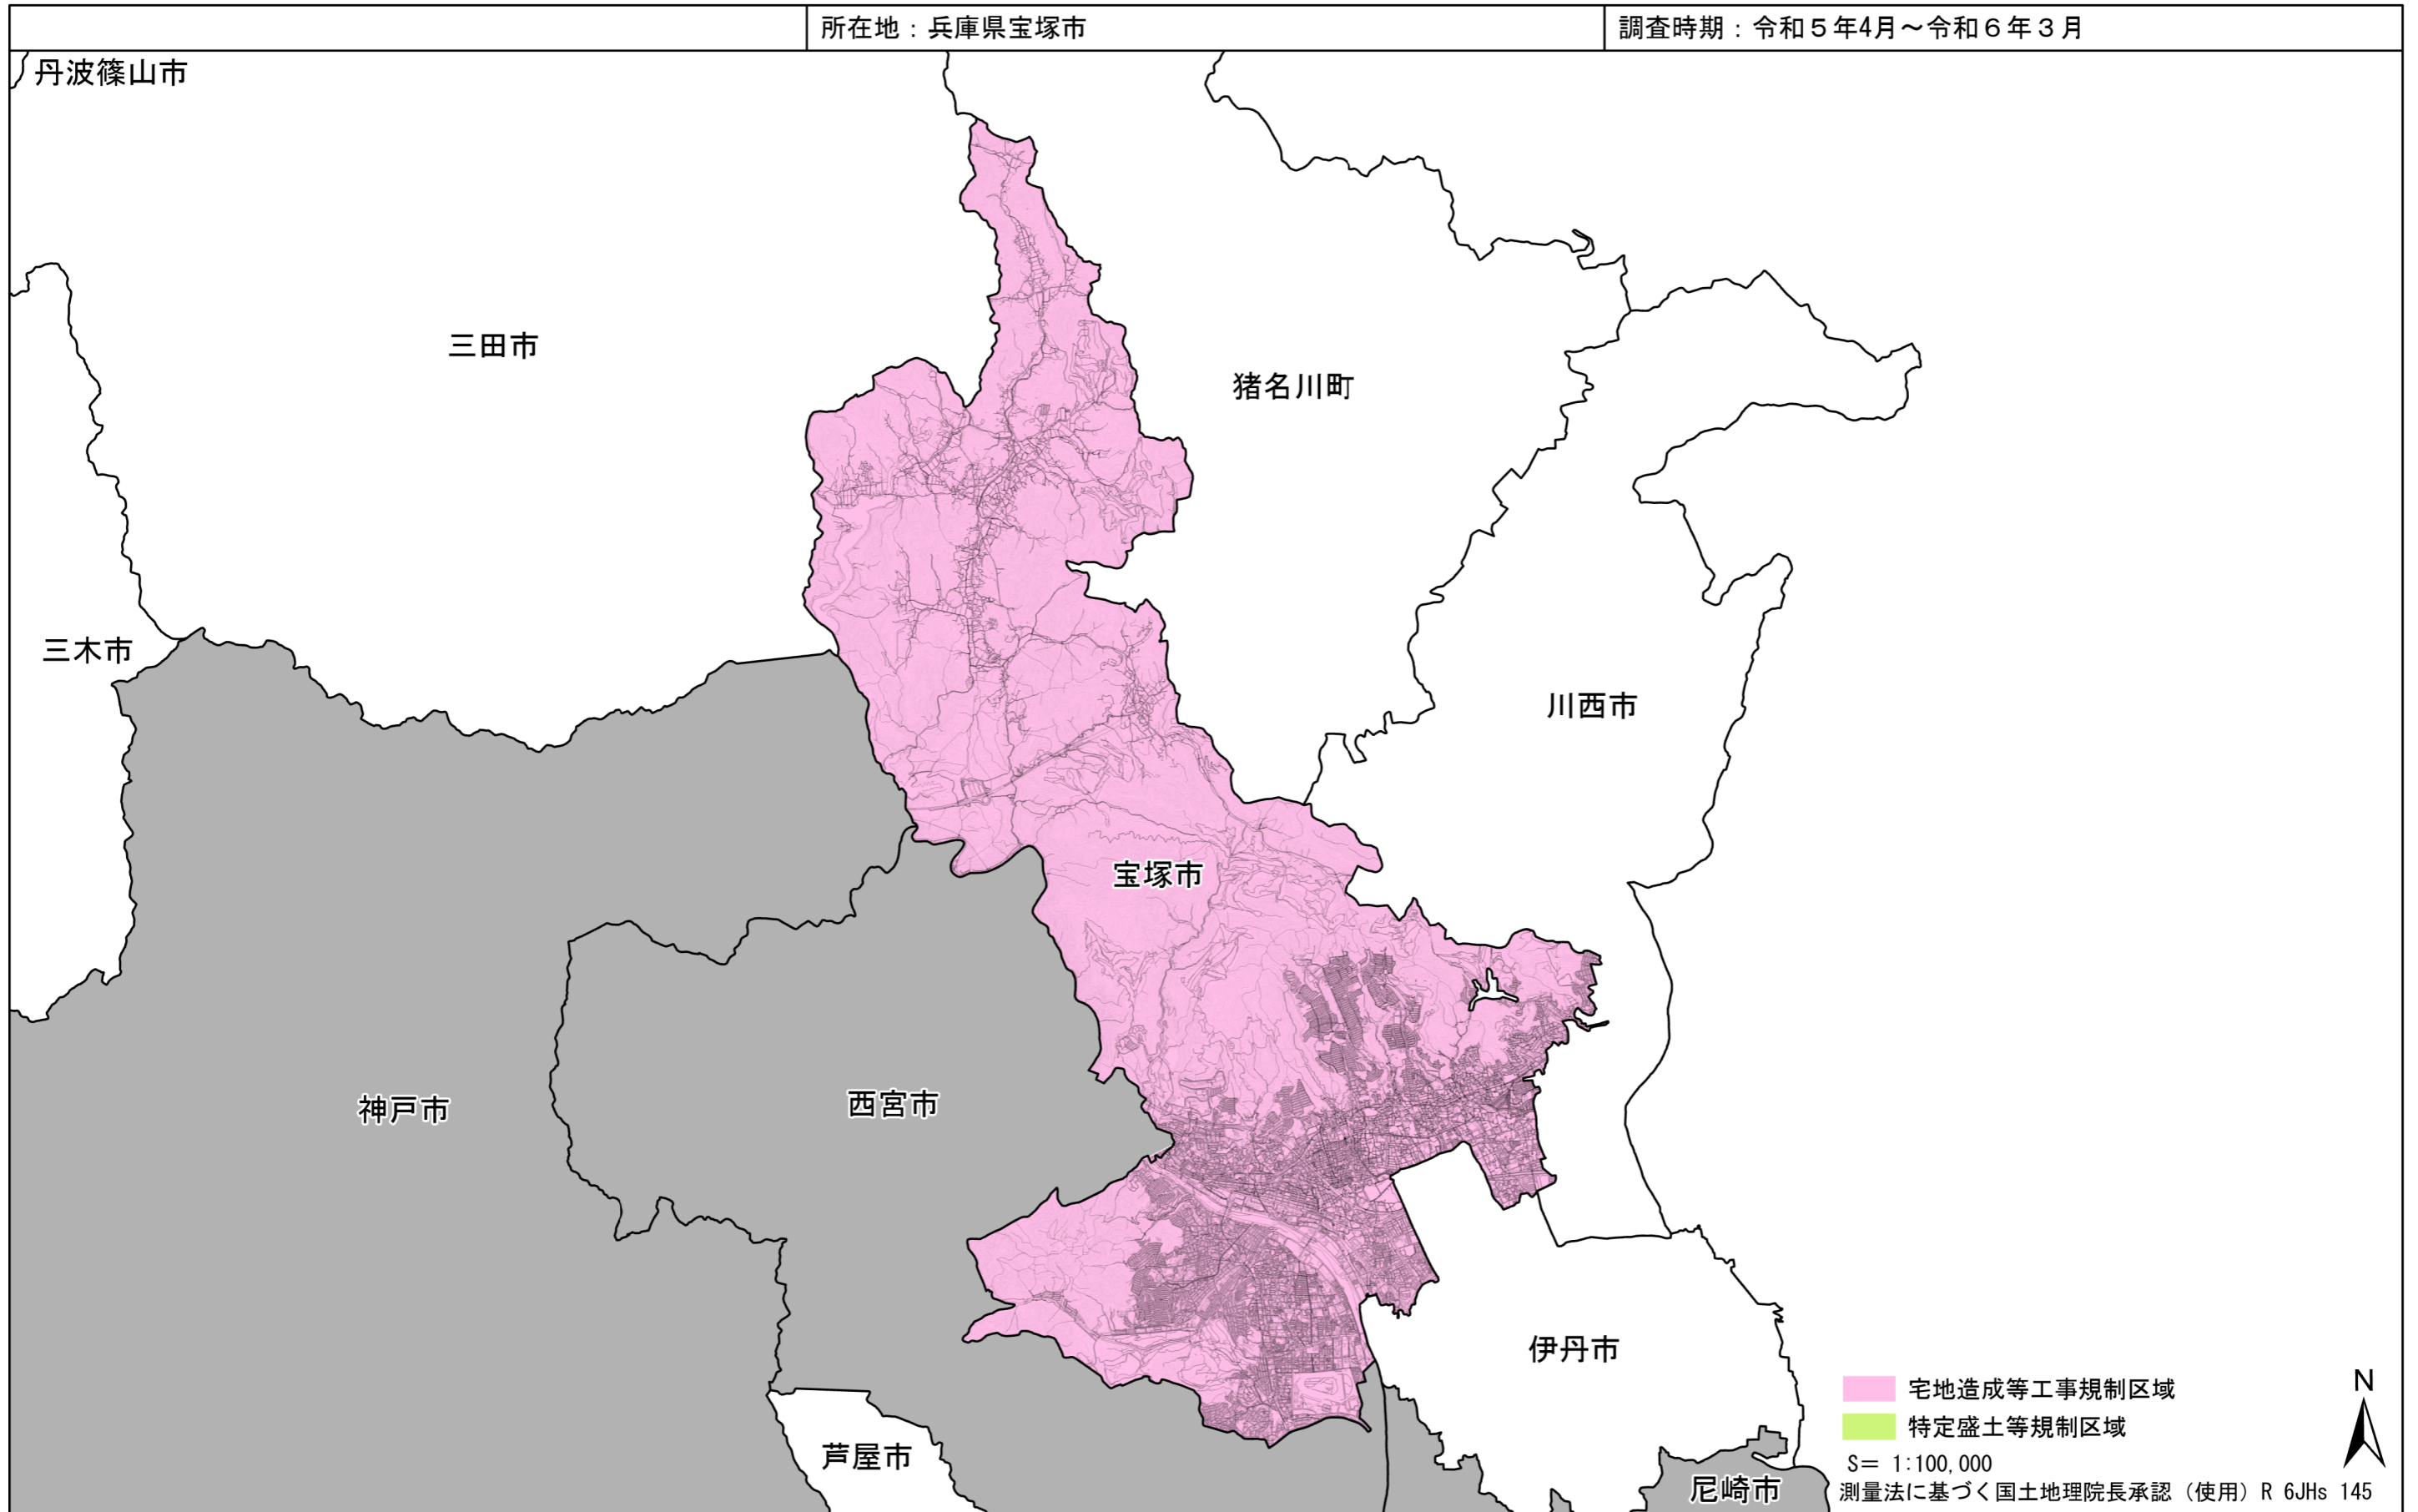 所在地：兵庫県宝塚市
調査時期：令和５年4月～令和６年３月
丹波篠山市
三田市
猪名川町
三木市
川西市
宝塚市
神戸市
西宮市
伊丹市
芦屋市
尼崎市
宅地造成等工事規制区域
特定盛土等規制区域
S＝ 1:100,000
測量法に基づく国土地理院長承認（使用）R 6JHs 145
N